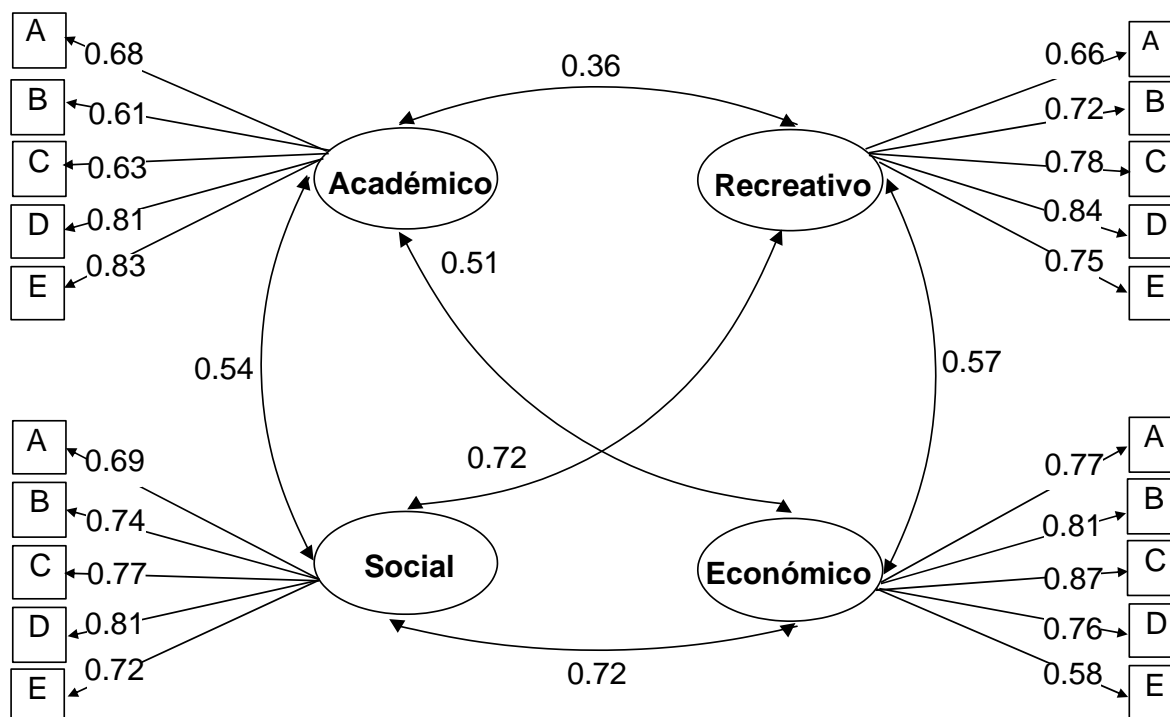 A
0.68
B
0.61
C
0.63
D
0.81
E
0.83
0.36
A
0.66
B
0.72
C
0.78
D
0.84
E
0.75
Académico
Recreativo
0.51
0.54
0.57
0.72
A
0.69
B
0.74
C
0.77
D
0.81
E
0.72
A
0.77
B
0.81
C
0.87
D
0.76
E
0.58
Social
Económico
0.72